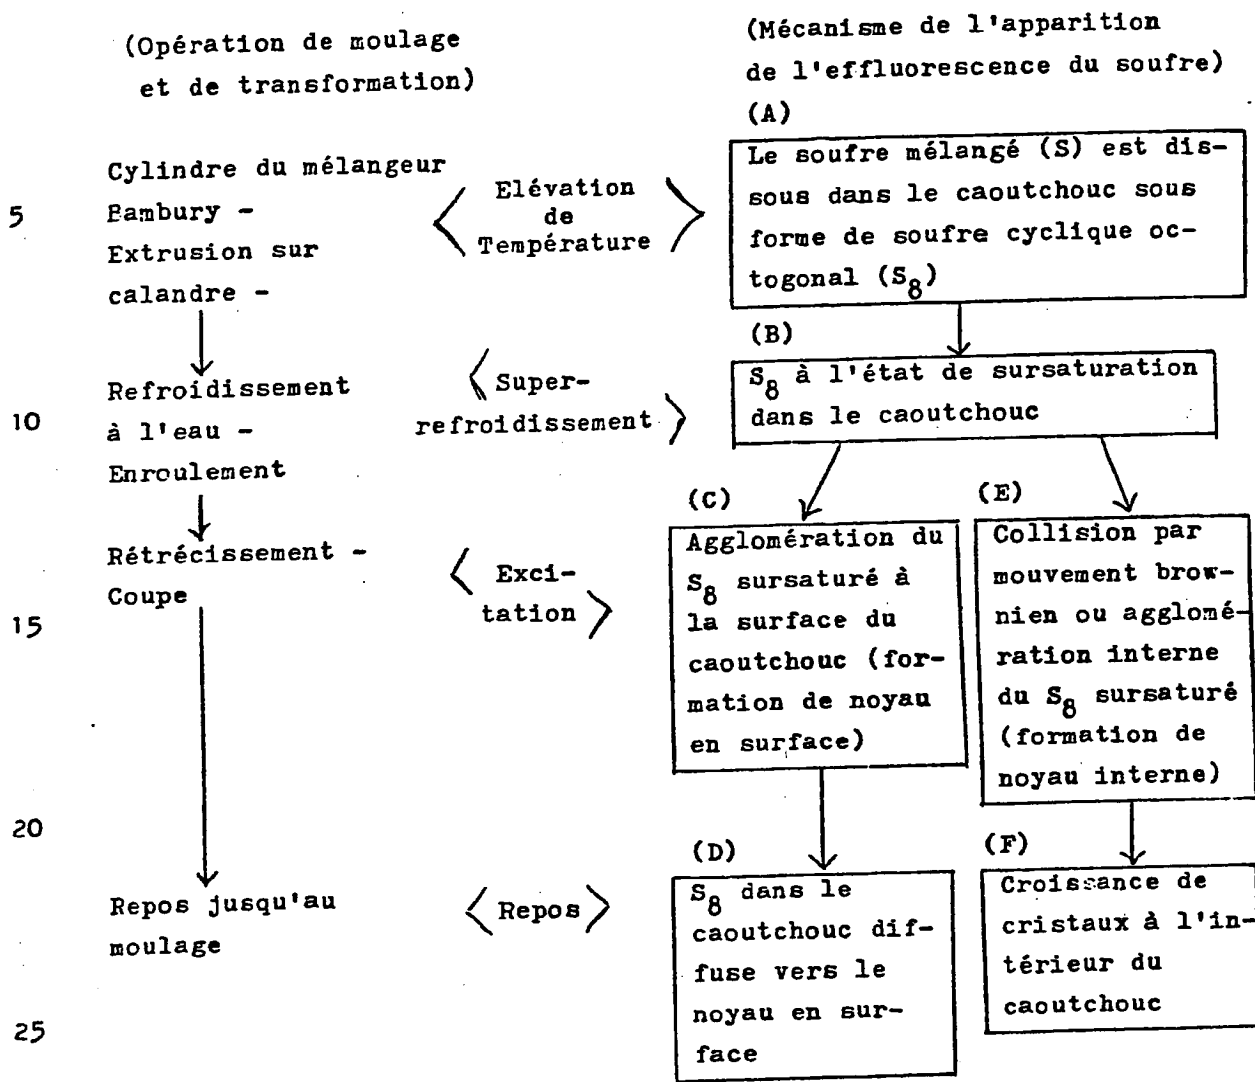 (Opération de moulage
et de transformation)
(Mécanisme de l'apparition
de l'effluorescence du soufre)
(A)
Cylindre du mélangeur
5
Bambury -
Extrusion sur
calandre -
< Elévation
de
Température >
Le soufre mélangé (S) est dis-
sous dans le caoutchouc sous
forme de soufre cyclique oc-
togonal (S8)
(B)
Refroidissement
10
à l'eau -
Enroulement
< Super-
refroidissement >
S8 à l'état de sursaturation
dans le caoutchouc
(C)
(E)
Rétrécissement -
Coupe
15
< Exci-
tation >
Agglomération du
S8 sursaturé à
la surface du
caoutchouc (for-
mation de noyau
en surface)
Collision par
mouvement brow-
nien ou agglomé-
ration interne
du S8 sursaturé
(formation de
noyau interne)
20
(D)
(F)
Repos jusqu'au
moulage
< Repos >
S8 dans le
caoutchouc dif-
fuse vers le
noyau en sur-
face
Croissance de
cristaux à l'in-
térieur du
caoutchouc
25